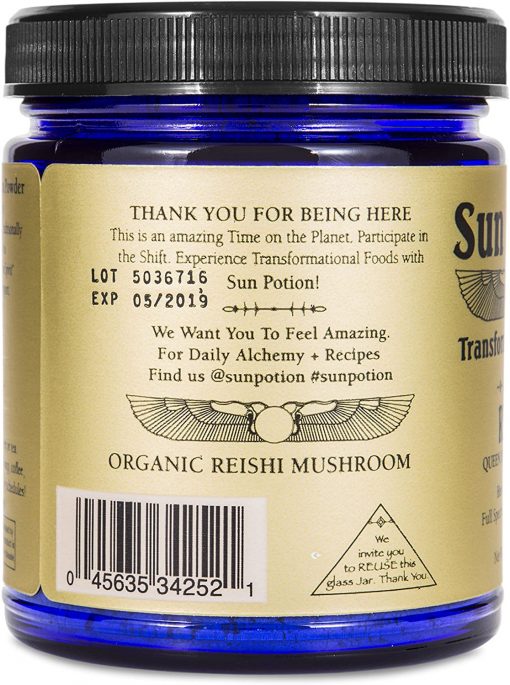 THANK YOU FOR BEING HERE
This is an amazing Time on the Planet. Participate in
the Shift. Experience Transformational Foods with
Sun Potion!
LOT 5036716
EXP 05/2019
We Want You To Feel Amazing.
For Daily Alchemy + Recipes
Find us @sunpotion #sunpotion
ORGANIC REISHI MUSHROOM
0 45635 34252 1
We
invite you
to REUSE this
glass Jar. Thank You.
Powder
Sun
QUEEN